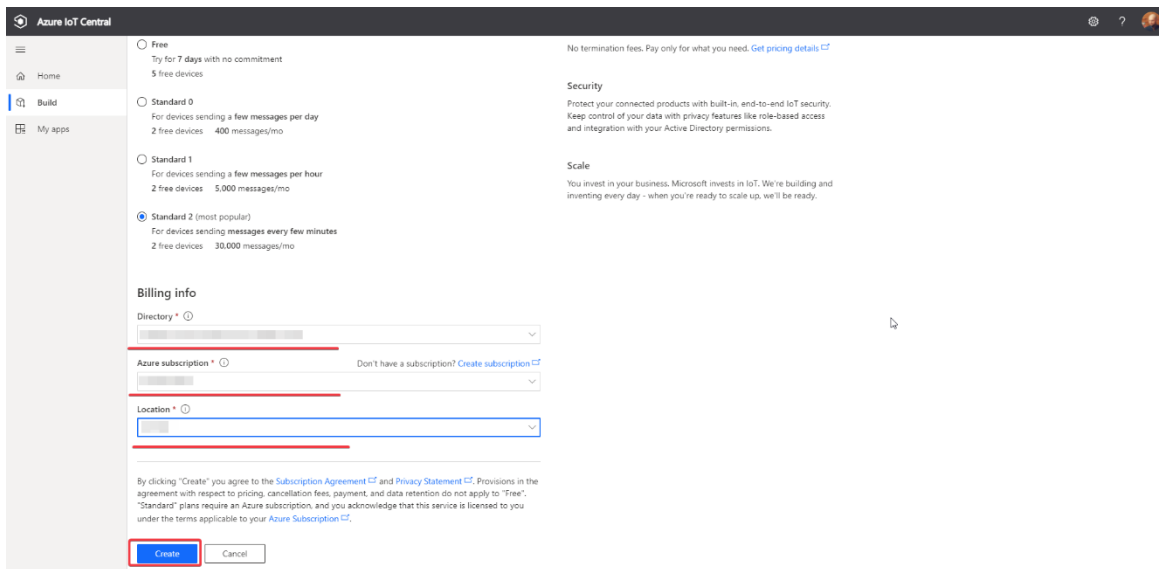 Azure IoT Central
?
Home
Build
My apps
Free
Try for 7 days with no commitment
5 free devices
Standard 0
For devices sending a few messages per day
2 free devices 400 messages/mo
Standard 1
For devices sending a few messages per hour
2 free devices 5,000 messages/mo
Standard 2 (most popular)
For devices sending messages every few minutes
2 free devices 30,000 messages/mo
Billing info
Directory *
Azure subscription *
Don't have a subscription? Create subscription
Location *
By clicking "Create" you agree to the Subscription Agreement and Privacy Statement. Provisions in the
agreement with respect to pricing, cancellation fees, payment, and data retention do not apply to "Free".
"Standard" plans require an Azure subscription, and you acknowledge that this service is licensed to you
under the terms applicable to your Azure Subscription.
Create Cancel
No termination fees. Pay only for what you need. Get pricing details
Security
Protect your connected products with built-in, end-to-end IoT security.
Keep control of your data with privacy features like role-based access
and integration with your Active Directory permissions.
Scale
You invest in your business. Microsoft invests in IoT. We're building and
inventing every day - when you're ready to scale up, we'll be ready.